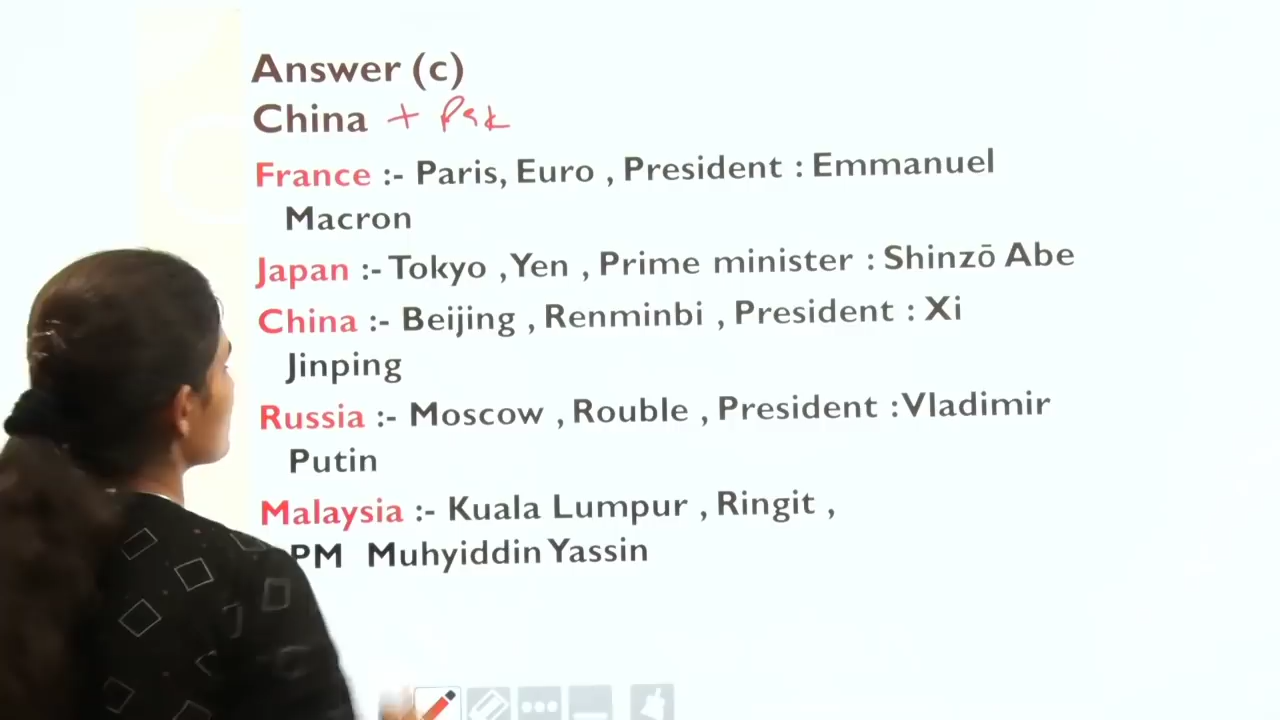 Answer (c)
China + Pak
France :- Paris, Euro , President : Emmanuel
Macron
Japan :- Tokyo , Yen , Prime minister : Shinzō Abe
China :- Beijing , Renminbi , President : Xi
Jinping
Russia :- Moscow , Rouble , President : Vladimir
Putin
Malaysia :- Kuala Lumpur , Ringit ,
PM Muhyiddin Yassin